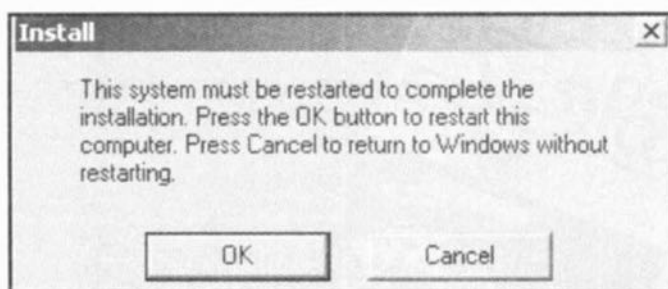 Install
This system must be restarted to complete the
installation. Press the OK button to restart this
computer. Press Cancel to return to Windows without
restarting.
OK Cancel